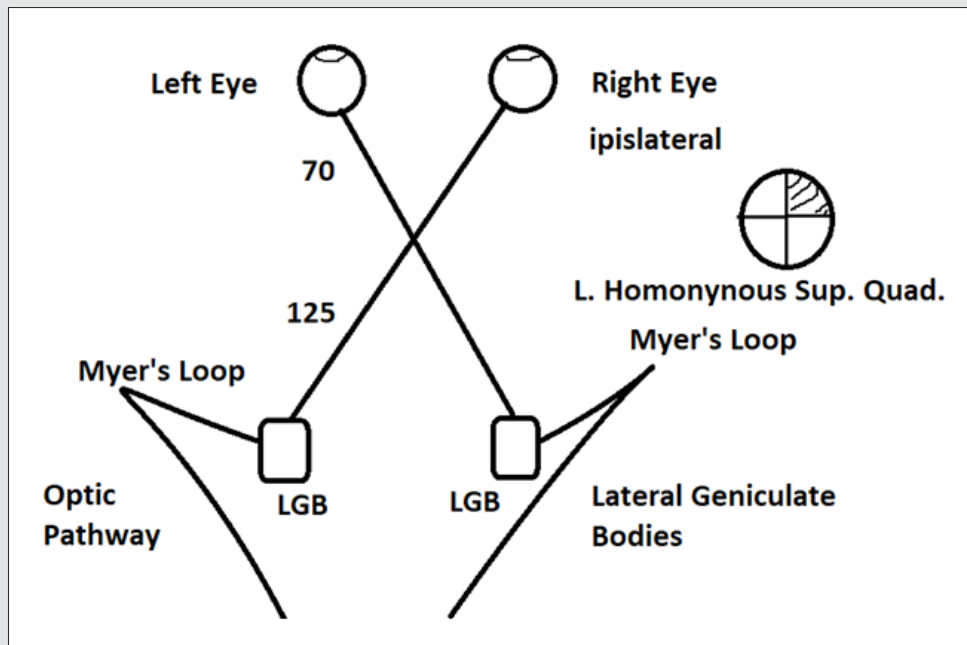 Left Eye
Right Eye
ipislateral
70
L. Homonynous Sup. Quad.
125
Myer's Loop
Myer's Loop
Optic
Pathway
LGB
LGB
Lateral Geniculate
Bodies